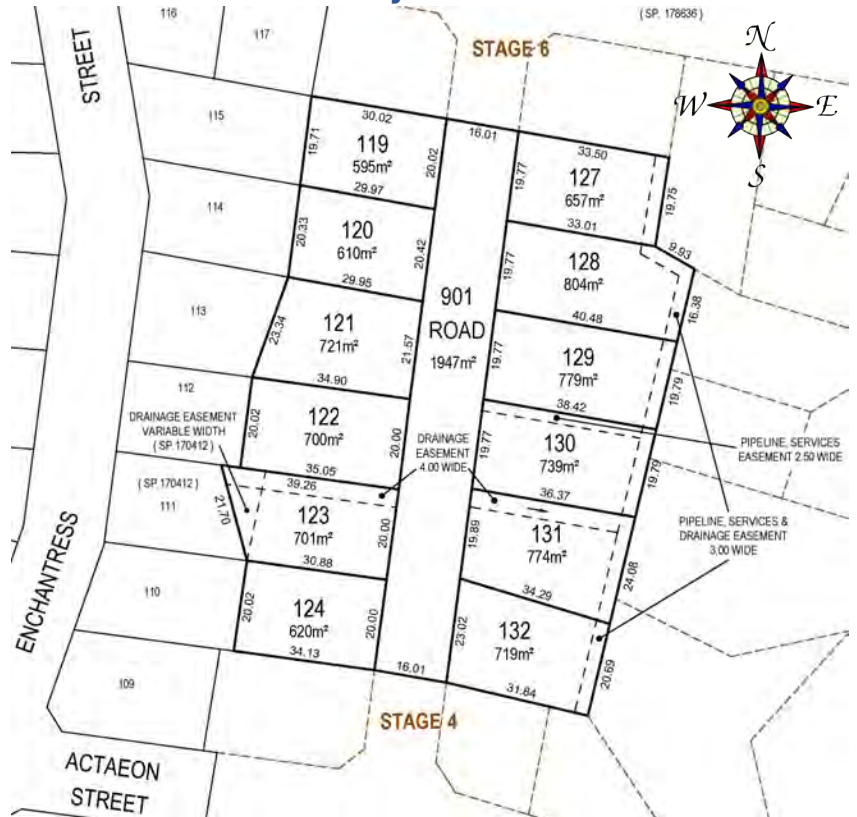 ( SP. 178636 )
STAGE 6
N
W
E
S
116
117
115
114
113
112
STREET
ENCHANTRESS
30.02
19.71
119
595m²
20.02
29.97
16.01
20.33
120
610m²
20.42
29.95
23.34
121
721m²
21.57
34.90
20.02
122
700m²
20.00
35.05
39.26
DRAINAGE EASEMENT
VARIABLE WIDTH
( SP. 170412 )
( SP. 170412 )
111
21.70
123
701m²
20.00
30.88
110
20.02
124
620m²
20.00
34.13
109
901
ROAD
1947m²
DRAINAGE
EASEMENT
4.00 WIDE
16.01
33.50
19.77
127
657m²
19.75
33.01
9.93
19.77
128
804m²
16.38
40.48
19.77
129
779m²
19.79
38.42
19.77
130
739m²
19.79
36.37
19.89
131
774m²
24.08
34.29
23.02
132
719m²
20.69
31.84
PIPELINE, SERVICES
EASEMENT 2.50 WIDE
PIPELINE, SERVICES &
DRAINAGE EASEMENT
3.00 WIDE
STAGE 4
ACTAEON
STREET